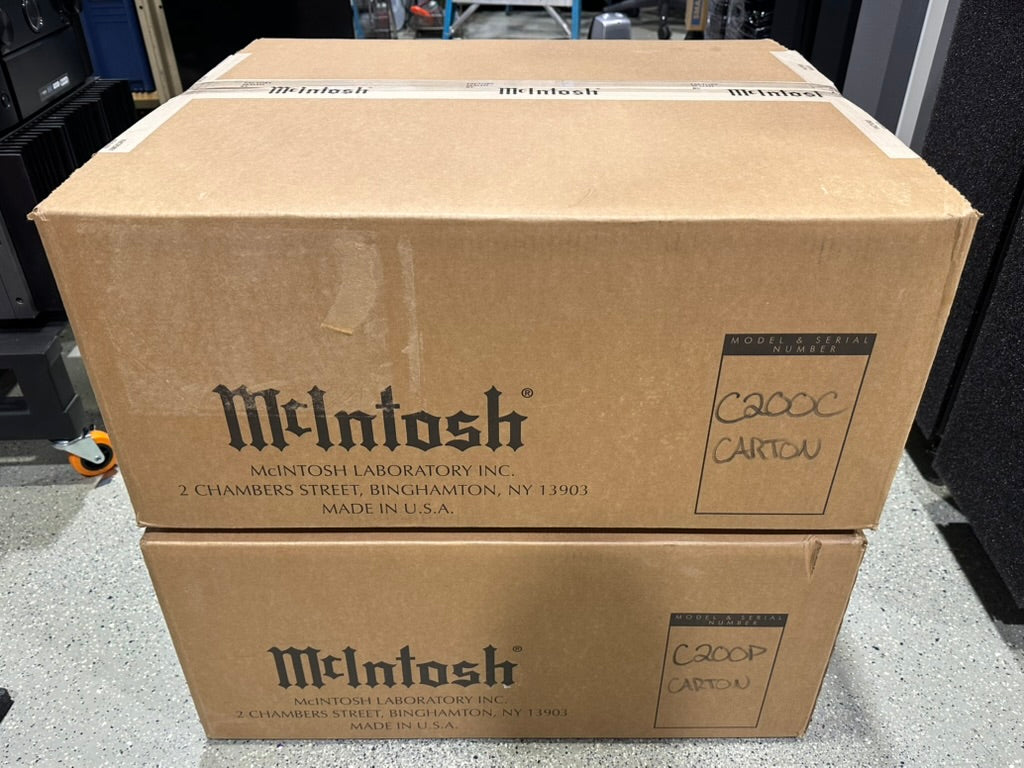 McIntosh McIntosh McIntosh
MODEL & SERIAL
NUMBER
C200C
CARTON
McIntosh®
McINTOSH LABORATORY INC.
2 CHAMBERS STREET, BINGHAMTON, NY 13903
MADE IN U.S.A.
MODEL & SERIAL
NUMBER
C200P
CARTON
McIntosh®
McINTOSH LABORATORY INC.
2 CHAMBERS STREET, BINGHAMTON, NY 13903
MADE IN U.S.A.